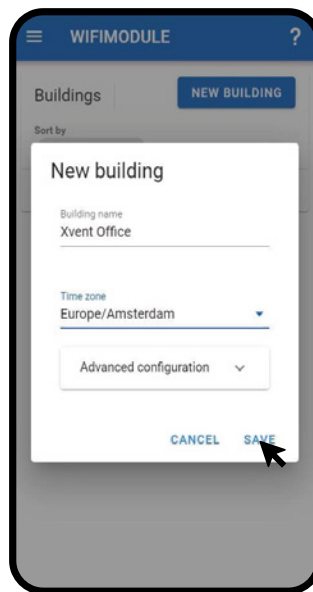 WIFIMODULE ?
Buildings NEW BUILDING
Sort by
New building
Building name
Xvent Office
Time zone
Europe/Amsterdam
Advanced configuration
CANCEL SAVE